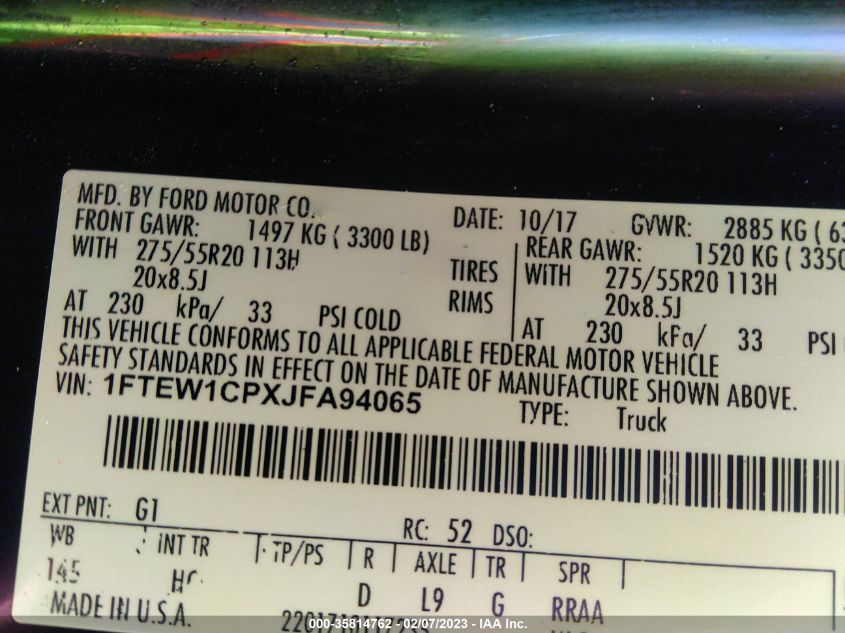 MFD. BY FORD MOTOR CO.
DATE: 10/17 GVWR: 2885 KG ( 63
FRONT GAWR: 1497 KG ( 3300 LB)
REAR GAWR: 1520 KG ( 3350
WITH 275/55R20 113H TIRES WITH 275/55R20 113H
20x8.5J RIMS 20x8.5J
AT 230 kPa/ 33 PSI COLD AT 230 kPa/ 33 PSI
THIS VEHICLE CONFORMS TO ALL APPLICABLE FEDERAL MOTOR VEHICLE
SAFETY STANDARDS IN EFFECT ON THE DATE OF MANUFACTURE SHOWN ABOVE.
VIN: 1FTEW1CPXJFA94065
TYPE: Truck
EXT PNT: G1 RC: 52 DSO:
WB INT TR TP/PS R AXLE TR SPR
145 D L9 G RRAA
MADE IN U.S.A.
000-35814762 - 02/07/2023 - IAA Inc.